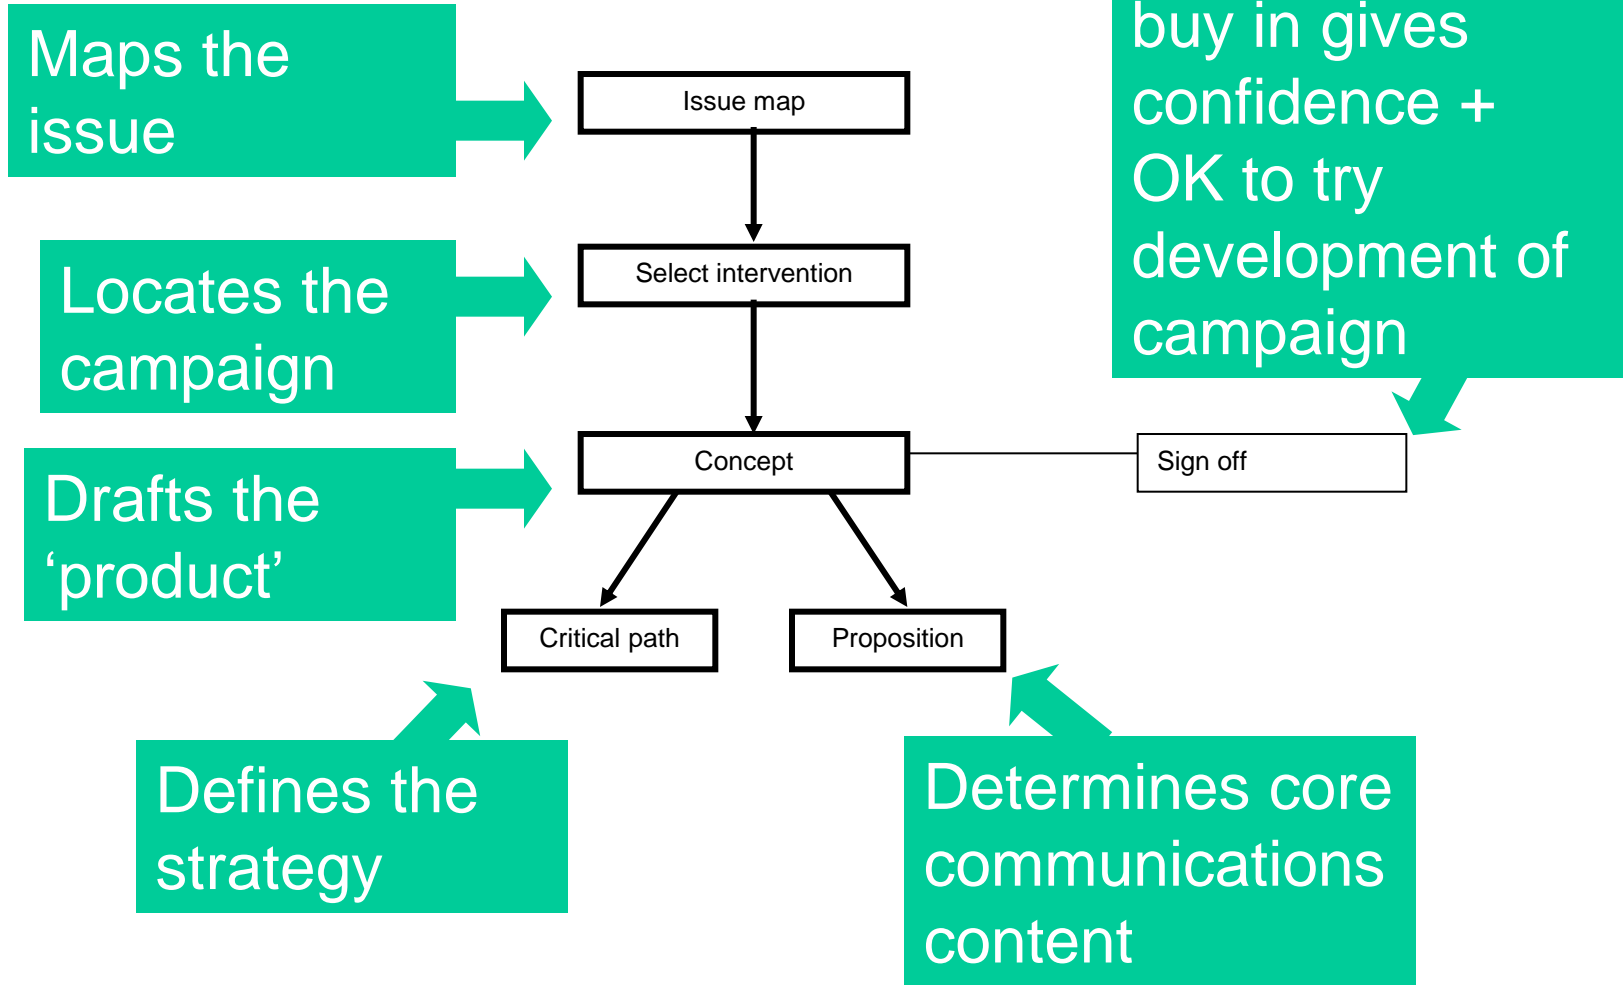 Maps the
issue
Issue map
buy in gives
confidence +
OK to try
development of
campaign
Locates the
campaign
Select intervention
Drafts the
‘product’
Concept
Sign off
Critical path
Proposition
Defines the
strategy
Determines core
communications
content